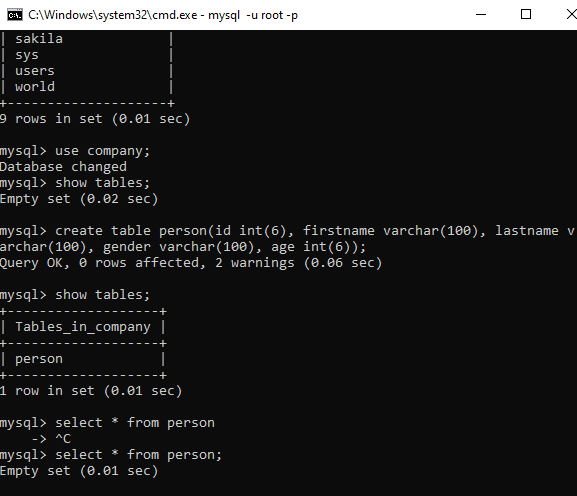 C:\Windows\system32\cmd.exe - mysql  -u root -p
| sakila             |
| sys                |
| users              |
| world              |
+--------------------+
9 rows in set (0.01 sec)

mysql> use company;
Database changed
mysql> show tables;
Empty set (0.02 sec)

mysql> create table person(id int(6), firstname varchar(100), lastname v
archar(100), gender varchar(100), age int(6));
Query OK, 0 rows affected, 2 warnings (0.06 sec)

mysql> show tables;
+-------------------+
| Tables_in_company |
+-------------------+
| person            |
+-------------------+
1 row in set (0.01 sec)

mysql> select * from person
    -> ^C
mysql> select * from person;
Empty set (0.01 sec)